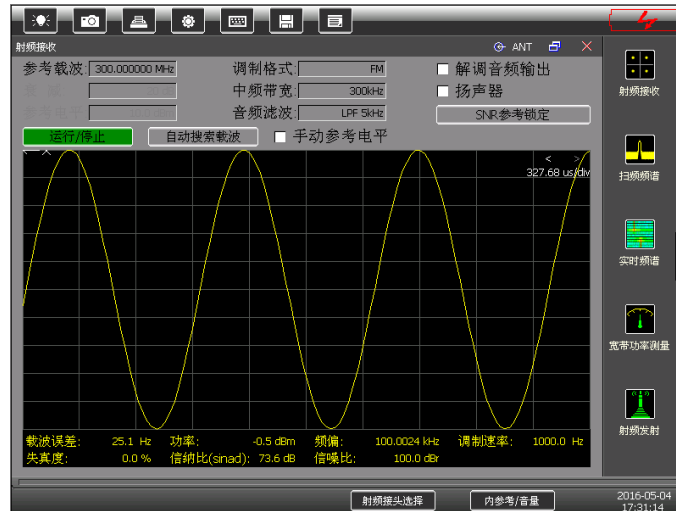 射频接收
ANT
参考载波: 300.000000 MHz 调制格式: FM 解调音频输出
中频带宽: 300kHz 扬声器
参考电平 音频滤波: LPF 5kHz SNR参考锁定
运行/停止 自动搜索载波 手动参考电平
< >
327.68 us/div
载波误差: 25.1 Hz 功率: -0.5 dBm 频偏: 100.0024 kHz 调制速率: 1000.0 Hz
失真度: 0.0 % 信纳比(sinad): 73.6 dB 信噪比: 100.0 dBr
射频接收
扫频频谱
实时频谱
宽带功率测量
射频发射
射频接头选择 内参考/音量
2016-05-04
17:31:14